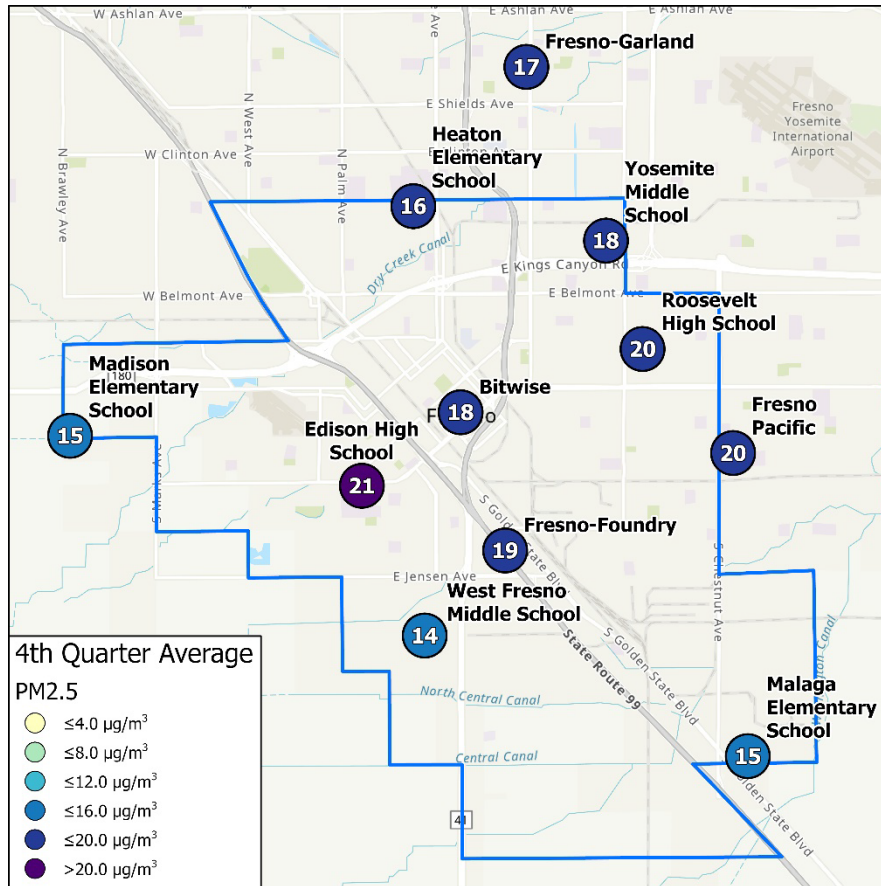 W Ashlan Ave
E Ashlan Ave
E Ashlan Ave
Fresno-Garland
17
N West Ave
E Shields Ave
Fresno
Yosemite
International
Airport
Heaton
Elementary
School
W Clinton Ave
N Palm Ave
N Brawley Ave
Yosemite
Middle
School
16
18
Dry Creek Canal
E Kings Canyon Rd
W Belmont Ave
E Belmont Ave
Roosevelt
High School
20
Madison
Elementary
School
180
15
Bitwise
18
Fresno
Pacific
20
Edison High
School
21
S Marks Ave
S Golden State Blvd
Fresno-Foundry
19
E Jensen Ave
S Chestnut Ave
West Fresno
Middle School
14
State Route 99
S Golden State Blvd
North Central Canal
Central Canal
Malaga
Elementary
School
15
Golden State Blvd
41
4th Quarter Average
PM2.5
≤4.0 µg/m³
≤8.0 µg/m³
≤12.0 µg/m³
≤16.0 µg/m³
≤20.0 µg/m³
>20.0 µg/m³